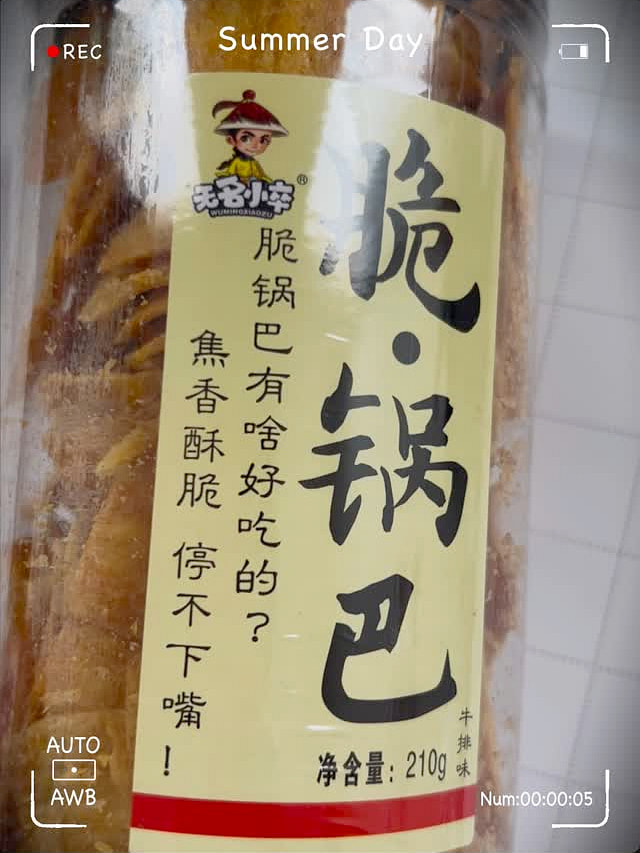 REC
Summer Day
无名小卒®
WUMINGXIAOZU
脆·锅巴
脆锅巴有啥好吃的？
焦香酥脆 停不下嘴！
牛排味
净含量：210g
AUTO
AWB
Num:00:00:05